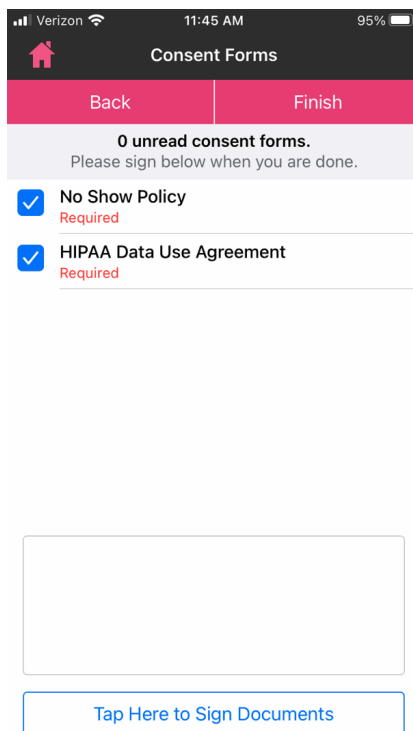 Verizon 11:45 AM 95%
Consent Forms
Back Finish
0 unread consent forms.
Please sign below when you are done.
No Show Policy
Required
HIPAA Data Use Agreement
Required
Tap Here to Sign Documents